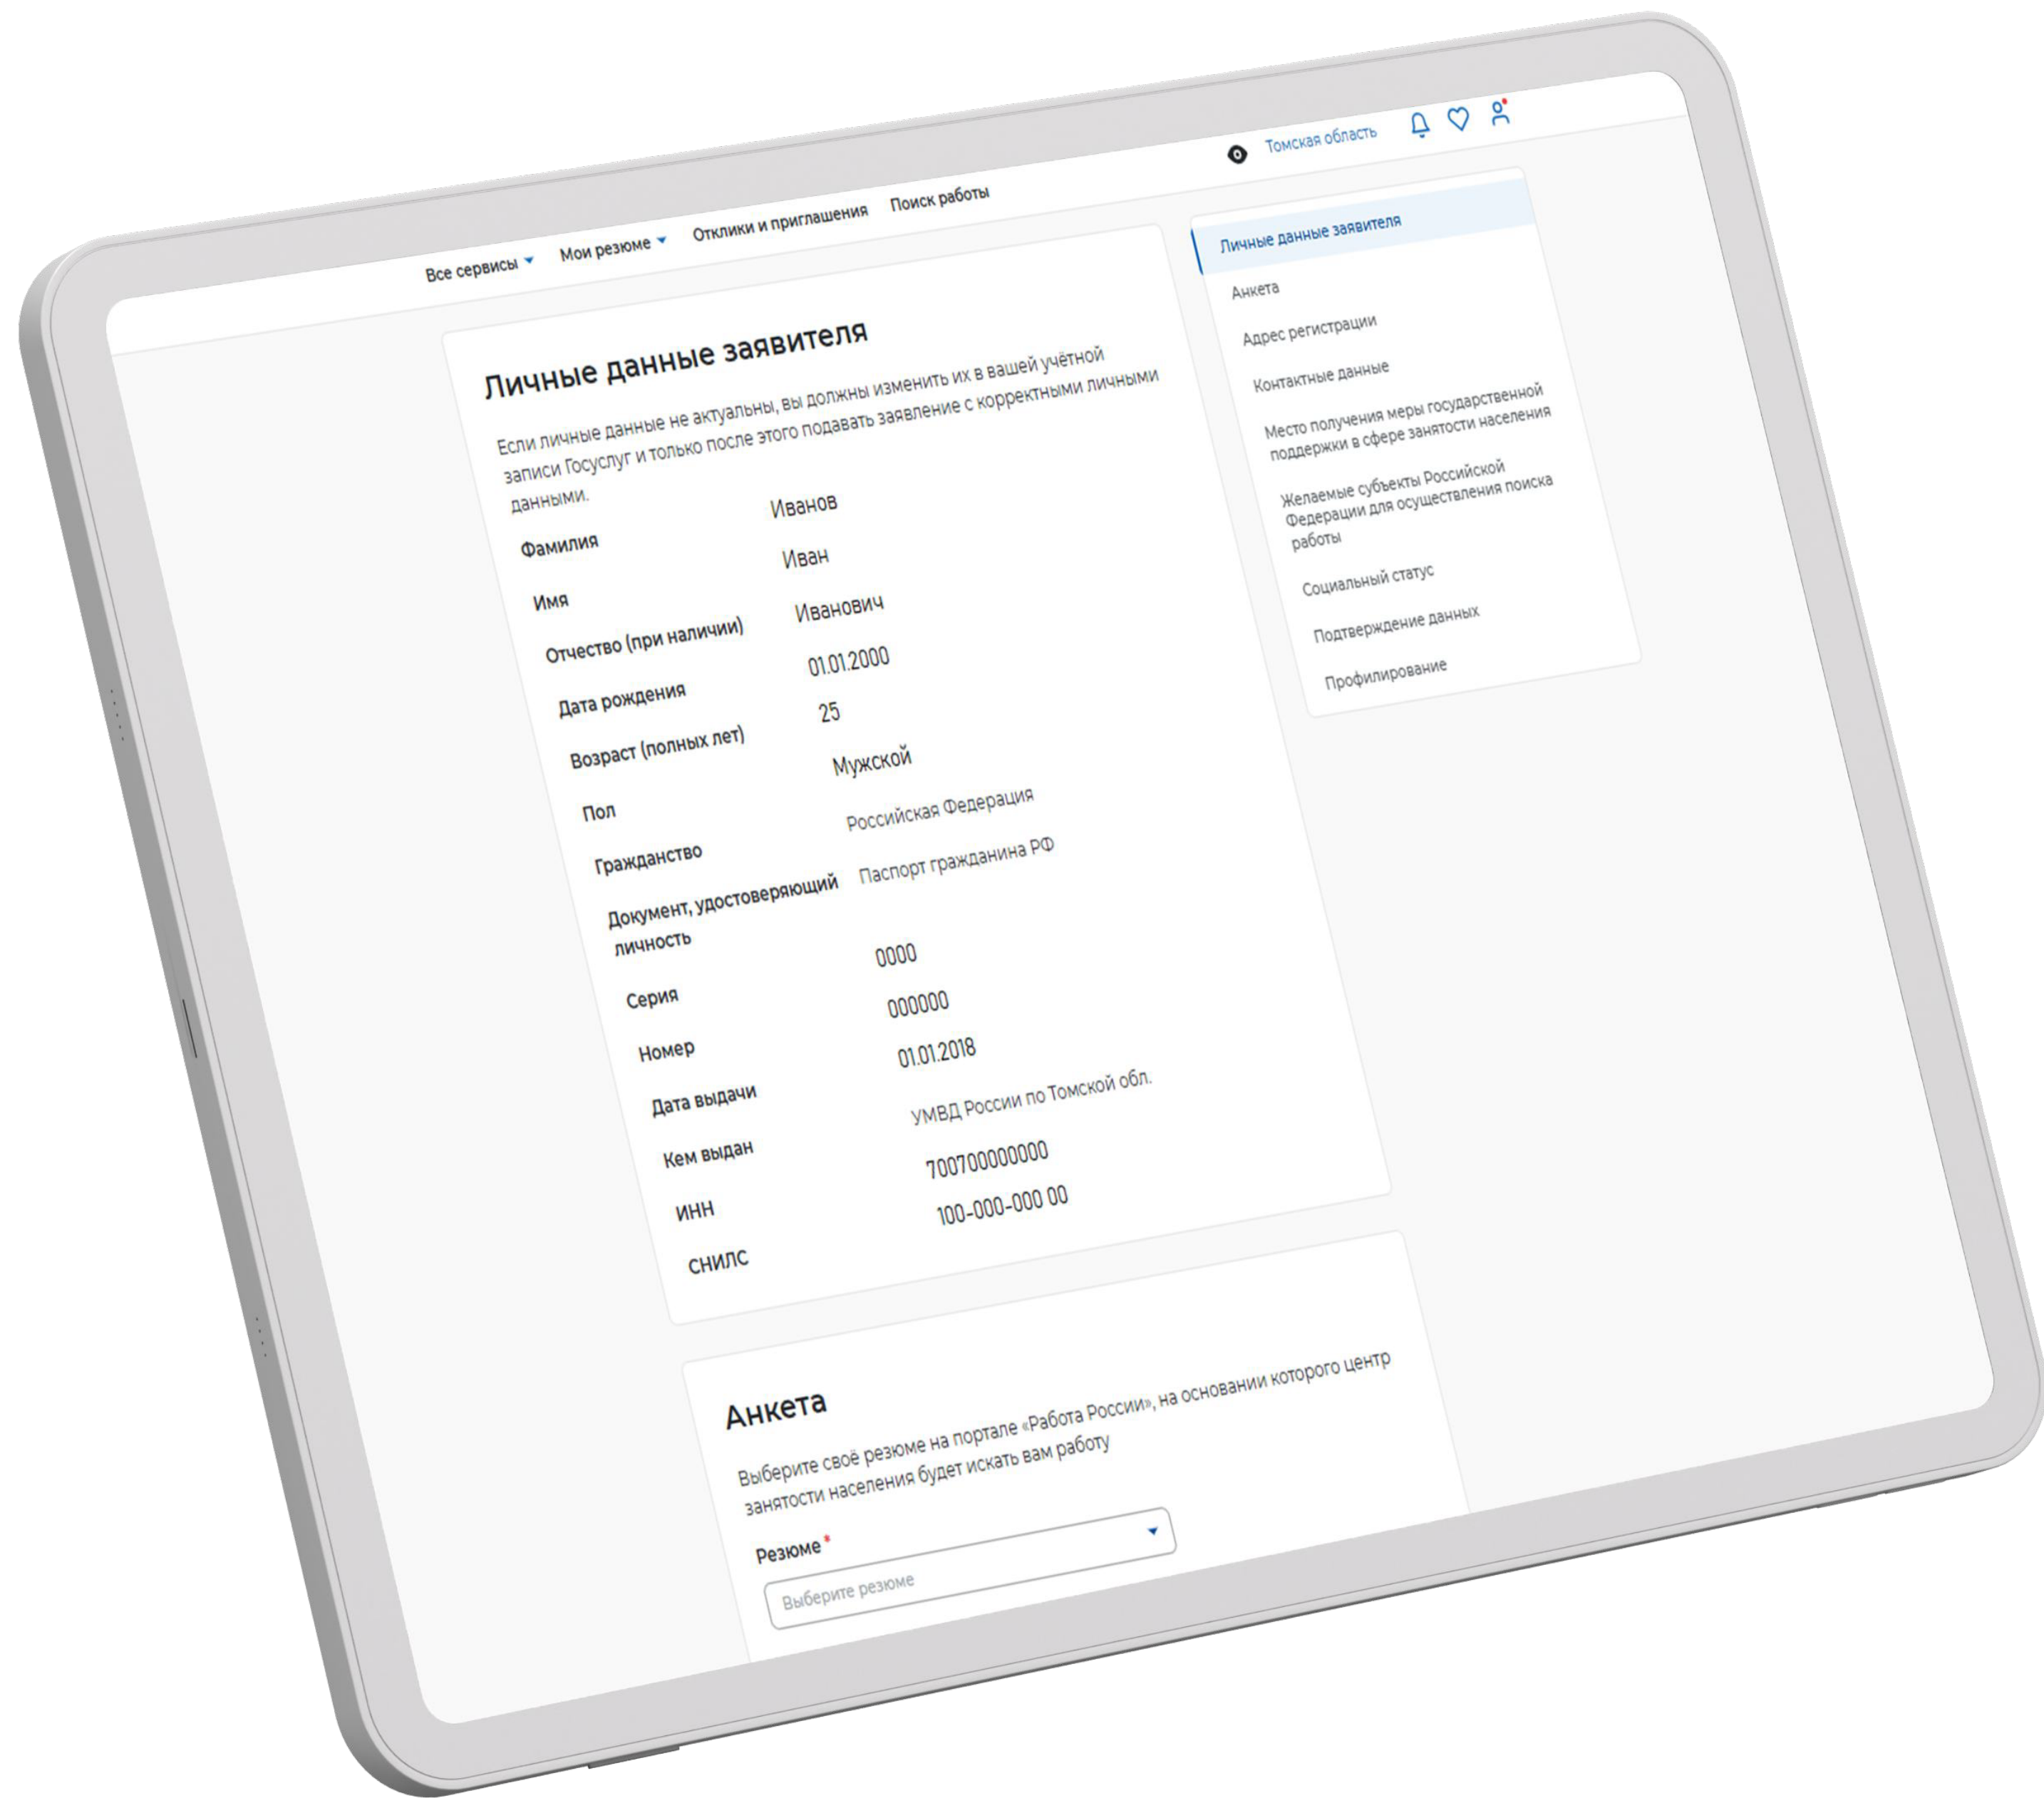 Все сервисы
Мои резюме
Отклики и приглашения
Поиск работы
Томская область
Личные данные заявителя
Если личные данные не актуальны, вы должны изменить их в вашей учётной
записи Госуслуг и только после этого подавать заявление с корректными личными
данными.
Фамилия Иванов
Имя Иван
Отчество (при наличии) Иванович
Дата рождения 01.01.2000
Возраст (полных лет) 25
Пол Мужской
Гражданство Российская Федерация
Документ, удостоверяющий Паспорт гражданина РФ
личность
Серия 0000
Номер 000000
Дата выдачи 01.01.2018
Кем выдан УМВД России по Томской обл.
ИНН 700700000000
СНИЛС 100-000-000 00
Анкета
Выберите своё резюме на портале «Работа России», на основании которого центр
занятости населения будет искать вам работу
Резюме *
Выберите резюме
Личные данные заявителя
Анкета
Адрес регистрации
Контактные данные
Место получения меры государственной
поддержки в сфере занятости населения
Желаемые субъекты Российской
Федерации для осуществления поиска
работы
Социальный статус
Подтверждение данных
Профилирование